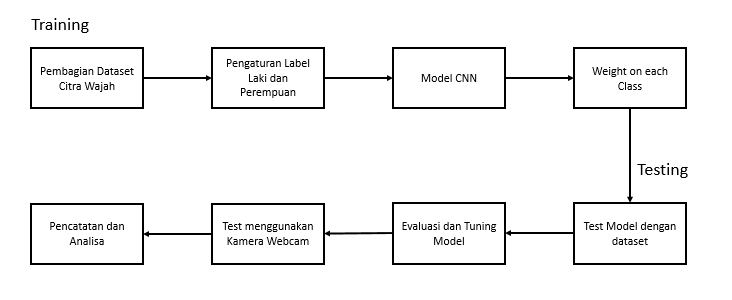 Training
Pembagian Dataset
Citra Wajah
Pengaturan Label
Laki dan
Perempuan
Model CNN
Weight on each
Class
Testing
Test Model dengan
dataset
Evaluasi dan Tuning
Model
Test menggunakan
Kamera Webcam
Pencatatan dan
Analisa